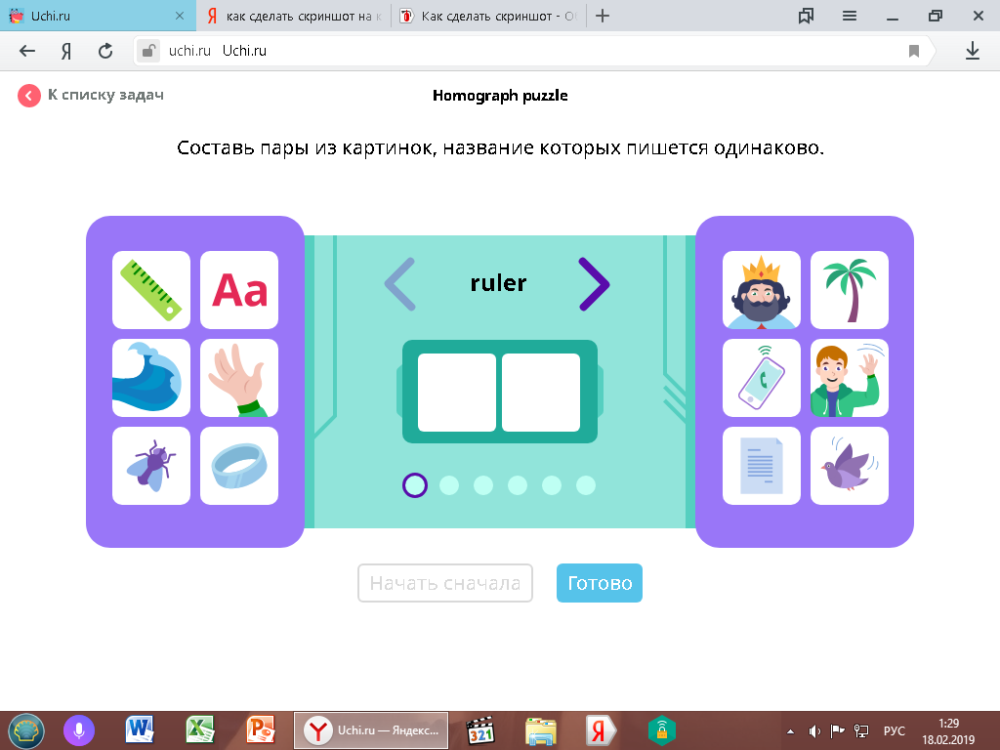 Uchi.ru
как сделать скриншот на к
Как сделать скриншот - О
Я
uchi.ru Uchi.ru
К списку задач
Homograph puzzle
Составь пары из картинок, название которых пишется одинаково.
Aa
ruler
Начать сначала
Готово
Uchi.ru — Яндекс...
321
Я
РУС
1:29
18.02.2019